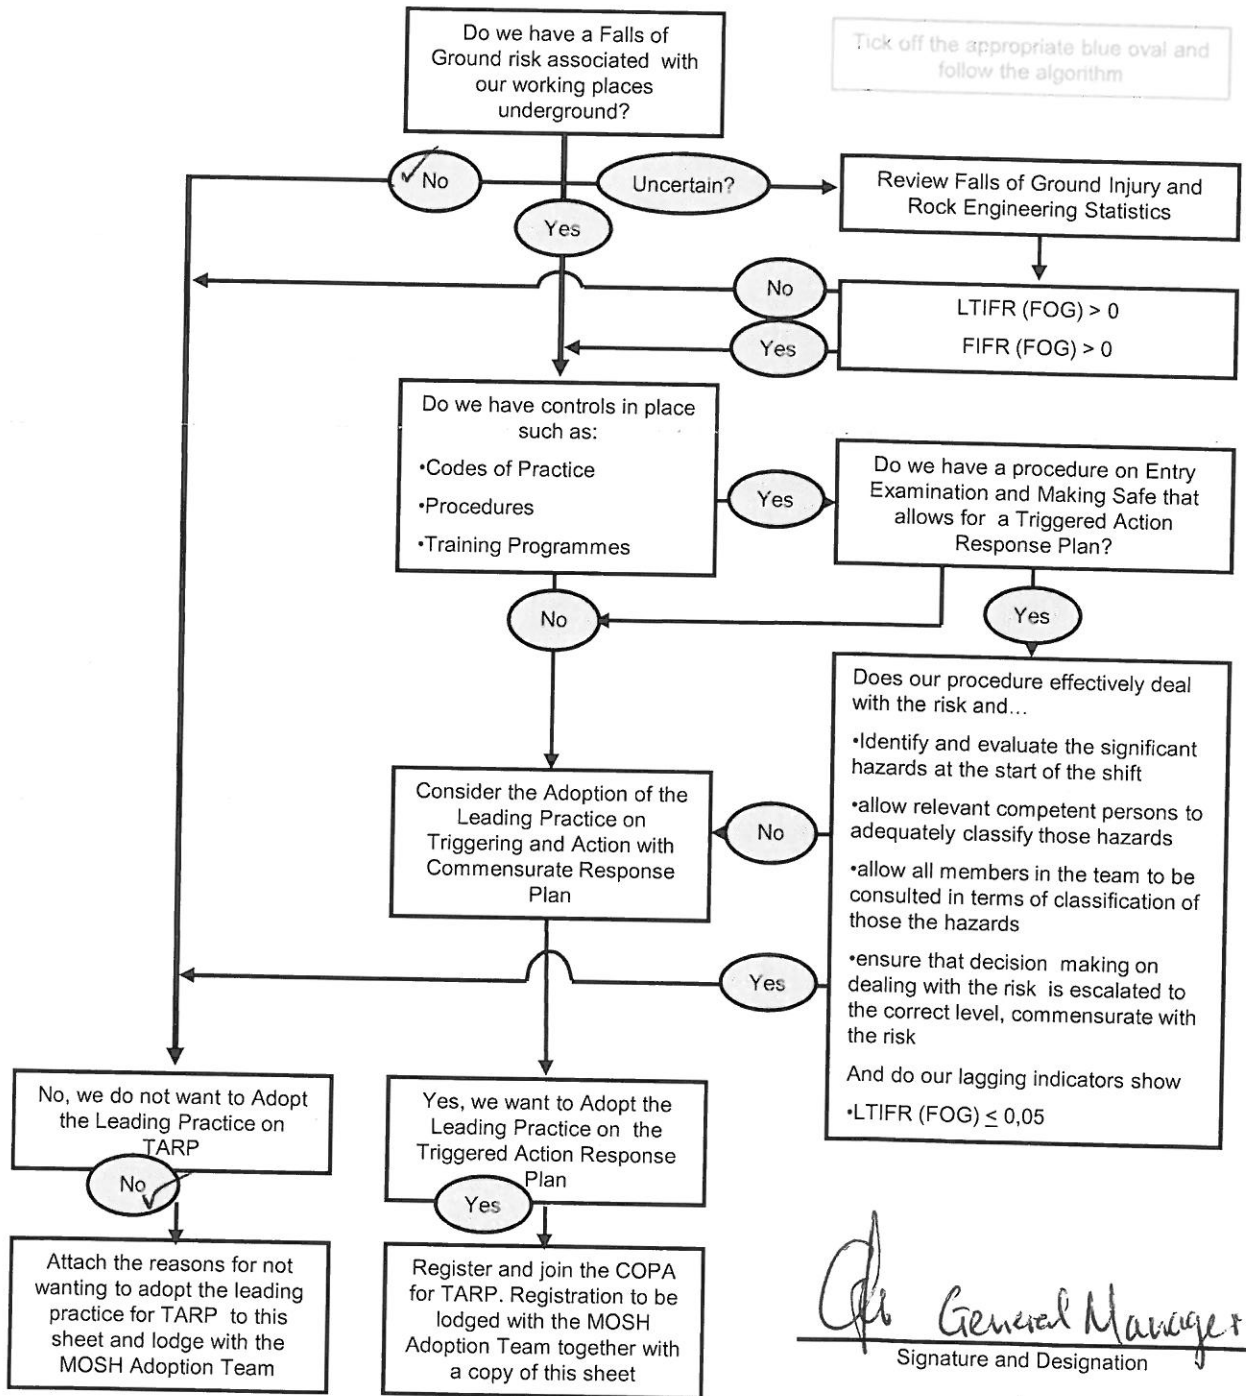 Do we have a Falls of
Ground risk associated with
our working places
underground?
Tick off the appropriate blue oval and
follow the algorithm
No
Uncertain?
Yes
Review Falls of Ground Injury and
Rock Engineering Statistics
No
Yes
LTIFR (FOG) > 0
FIFR (FOG) > 0
Do we have controls in place
such as:
•Codes of Practice
•Procedures
•Training Programmes
Yes
Do we have a procedure on Entry
Examination and Making Safe that
allows for a Triggered Action
Response Plan?
No
Yes
Does our procedure effectively deal
with the risk and…
•Identify and evaluate the significant
hazards at the start of the shift
•allow relevant competent persons to
adequately classify those hazards
•allow all members in the team to be
consulted in terms of classification of
those the hazards
•ensure that decision making on
dealing with the risk is escalated to
the correct level, commensurate with
the risk
And do our lagging indicators show
•LTIFR (FOG) ≤ 0,05
Consider the Adoption of the
Leading Practice on
Triggering and Action with
Commensurate Response
Plan
No
Yes
No, we do not want to Adopt
the Leading Practice on
TARP
No
Yes, we want to Adopt the
Leading Practice on the
Triggered Action Response
Plan
Yes
Attach the reasons for not
wanting to adopt the leading
practice for TARP to this
sheet and lodge with the
MOSH Adoption Team
Register and join the COPA
for TARP. Registration to be
lodged with the MOSH
Adoption Team together with
a copy of this sheet
General Manager
Signature and Designation